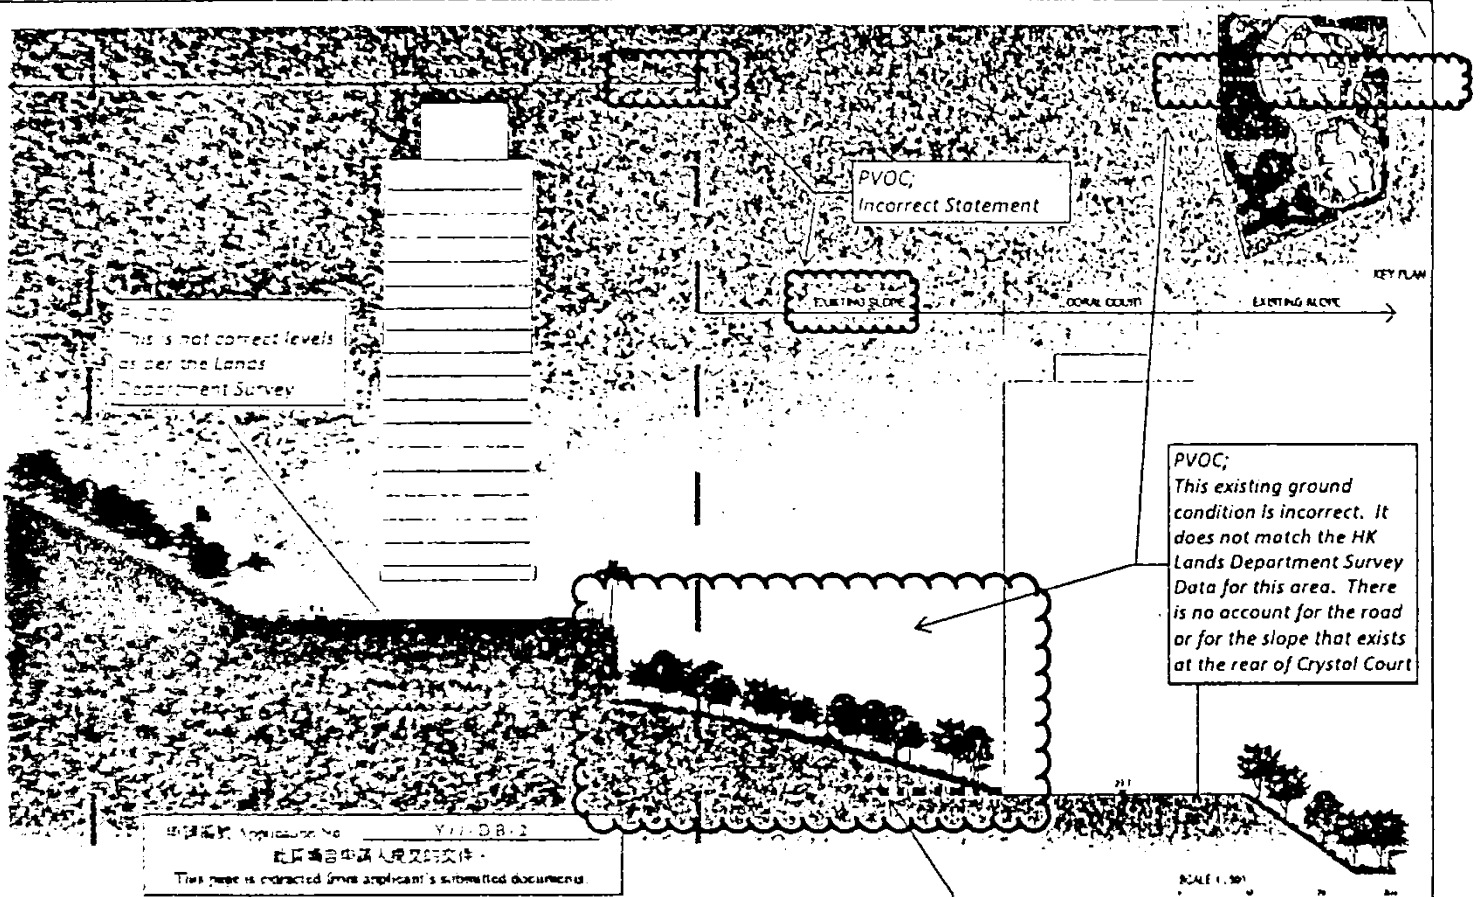 PVOC;
Incorrect Statement
KEY PLAN
EXISTING SLOPE
CORAL COURT
EXISTING SLOPE
This is not correct levels
as per the Lands
Department Survey
PVOC;
This existing ground
condition is incorrect. It
does not match the HK
Lands Department Survey
Data for this area. There
is no account for the road
or for the slope that exists
at the rear of Crystal Court
申請編號 Application No.
此頁摘自申請人提交的文件。
This page is extracted from applicant's submitted documents.